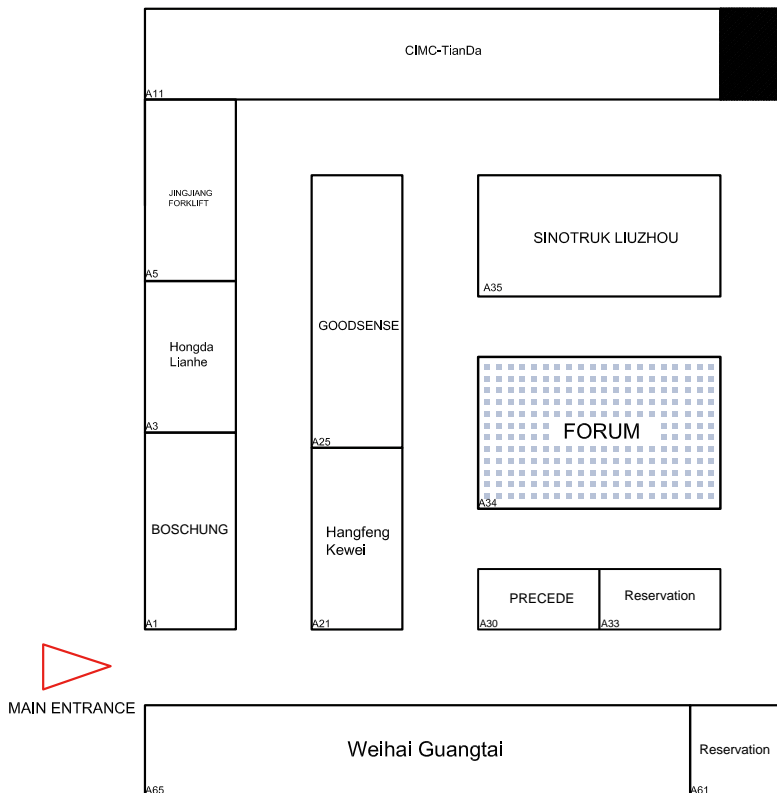 CIMC-TianDa
A11
JINGJIANG
FORKLIFT
A5
SINOTRUK LIUZHOU
A35
GOODSENSE
A25
Hongda
Lianhe
A3
FORUM
A34
BOSCHUNG
A1
Hangfeng
Kewei
A21
PRECEDE
A30
Reservation
A33
MAIN ENTRANCE
Weihai Guangtai
A65
Reservation
A61